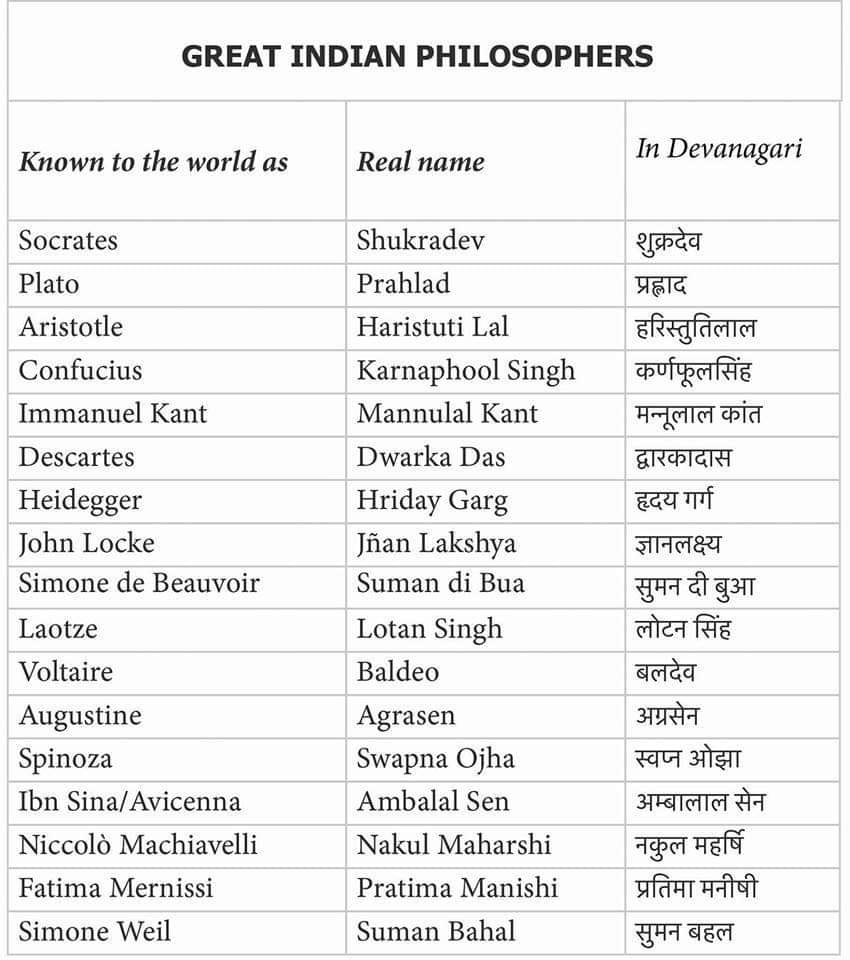 GREAT INDIAN PHILOSOPHERS
Known to the world as Real name In Devanagari
Socrates Shukradev शुक्रदेव
Plato Prahlad प्रह्लाद
Aristotle Haristuti Lal हरिस्तुतिलाल
Confucius Karnaphool Singh कर्णफूलसिंह
Immanuel Kant Mannulal Kant मन्नूलाल कांत
Descartes Dwarka Das द्वारकादास
Heidegger Hriday Garg हृदय गर्ग
John Locke Jñan Lakshya ज्ञानलक्ष्य
Simone de Beauvoir Suman di Bua सुमन दी बुआ
Laotze Lotan Singh लोटन सिंह
Voltaire Baldeo बलदेव
Augustine Agrasen अग्रसेन
Spinoza Swapna Ojha स्वप्न ओझा
Ibn Sina/Avicenna Ambalal Sen अम्बालाल सेन
Niccolò Machiavelli Nakul Maharshi नकुल महर्षि
Fatima Mernissi Pratima Manishi प्रतिमा मनीषी
Simone Weil Suman Bahal सुमन बहल